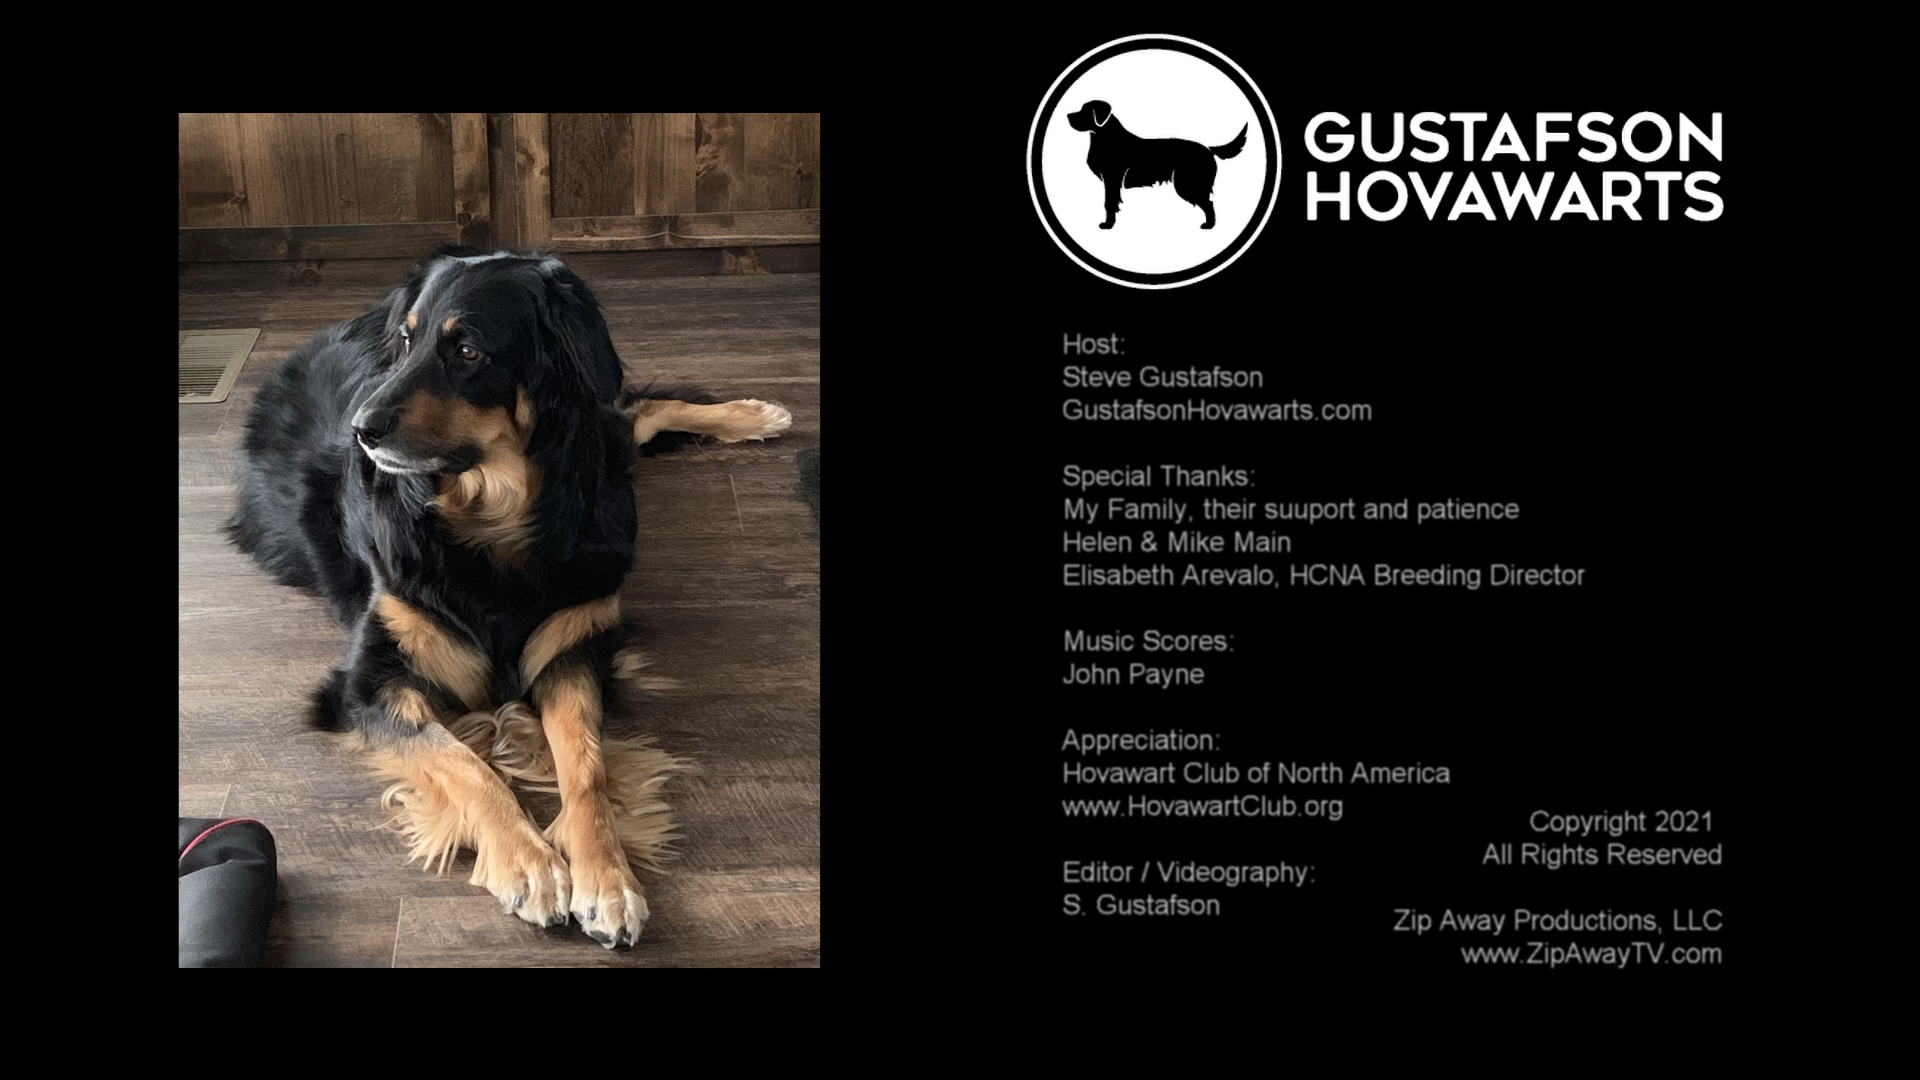 GUSTAFSON
HOVAWARTS
Host:
Steve Gustafson
GustafsonHovawarts.com
Special Thanks:
My Family, their suuport and patience
Helen & Mike Main
Elisabeth Arevalo, HCNA Breeding Director
Music Scores:
John Payne
Appreciation:
Hovawart Club of North America
www.HovawartClub.org
Editor / Videography:
S. Gustafson
Copyright 2021
All Rights Reserved
Zip Away Productions, LLC
www.ZipAwayTV.com